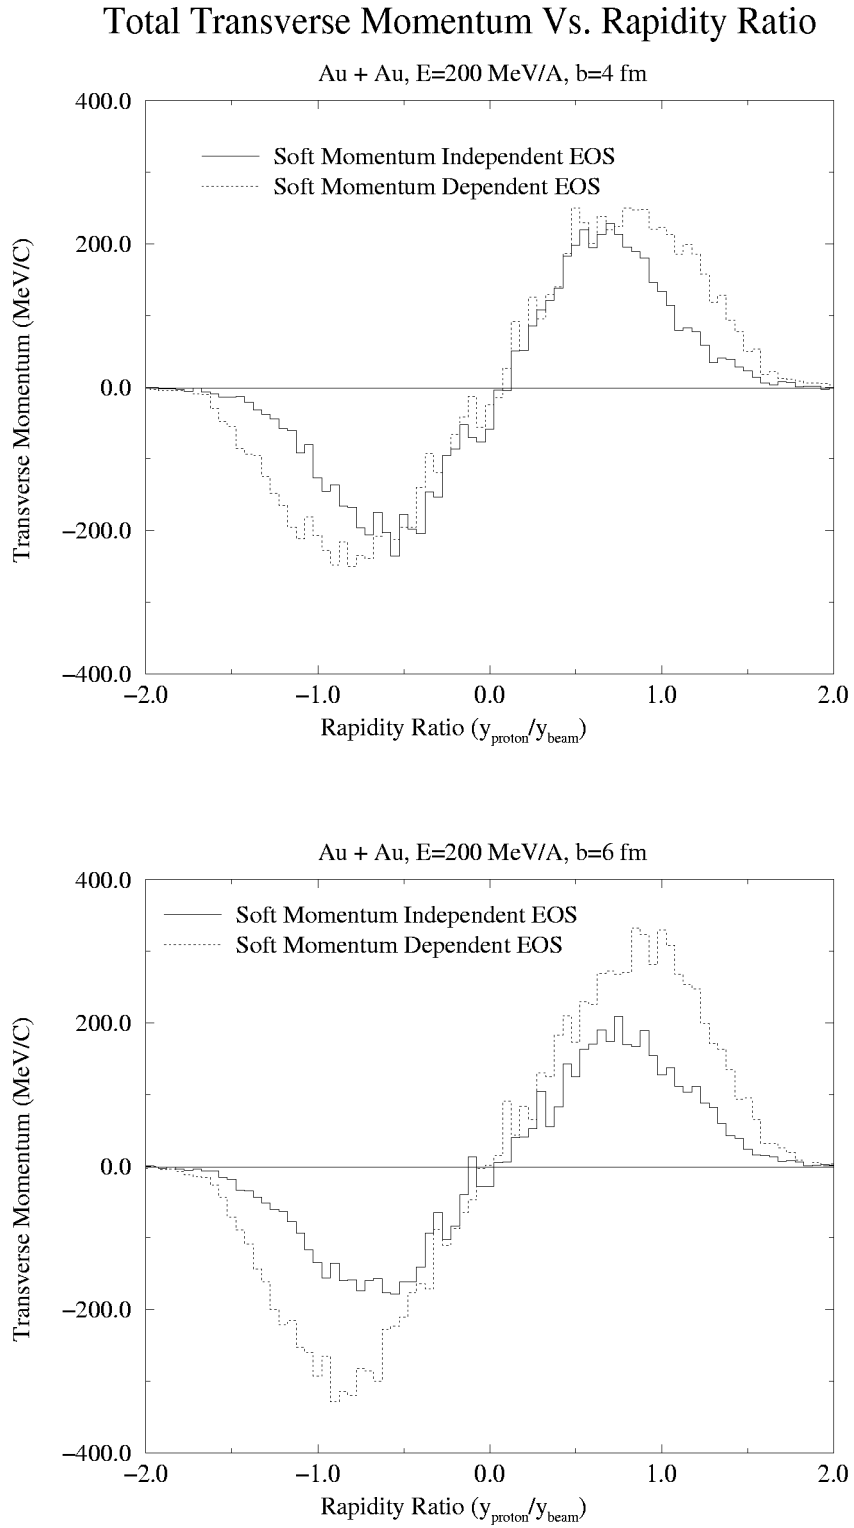 Total Transverse Momentum Vs. Rapidity Ratio
Au + Au, E=200 MeV/A, b=4 fm
400.0
Soft Momentum Independent EOS
Soft Momentum Dependent EOS
200.0
0.0
−200.0
−400.0
Transverse Momentum (MeV/C)
−2.0 −1.0 0.0 1.0 2.0
Rapidity Ratio (yproton/ybeam)
Au + Au, E=200 MeV/A, b=6 fm
400.0
Soft Momentum Independent EOS
Soft Momentum Dependent EOS
200.0
0.0
−200.0
−400.0
Transverse Momentum (MeV/C)
−2.0 −1.0 0.0 1.0 2.0
Rapidity Ratio (yproton/ybeam)